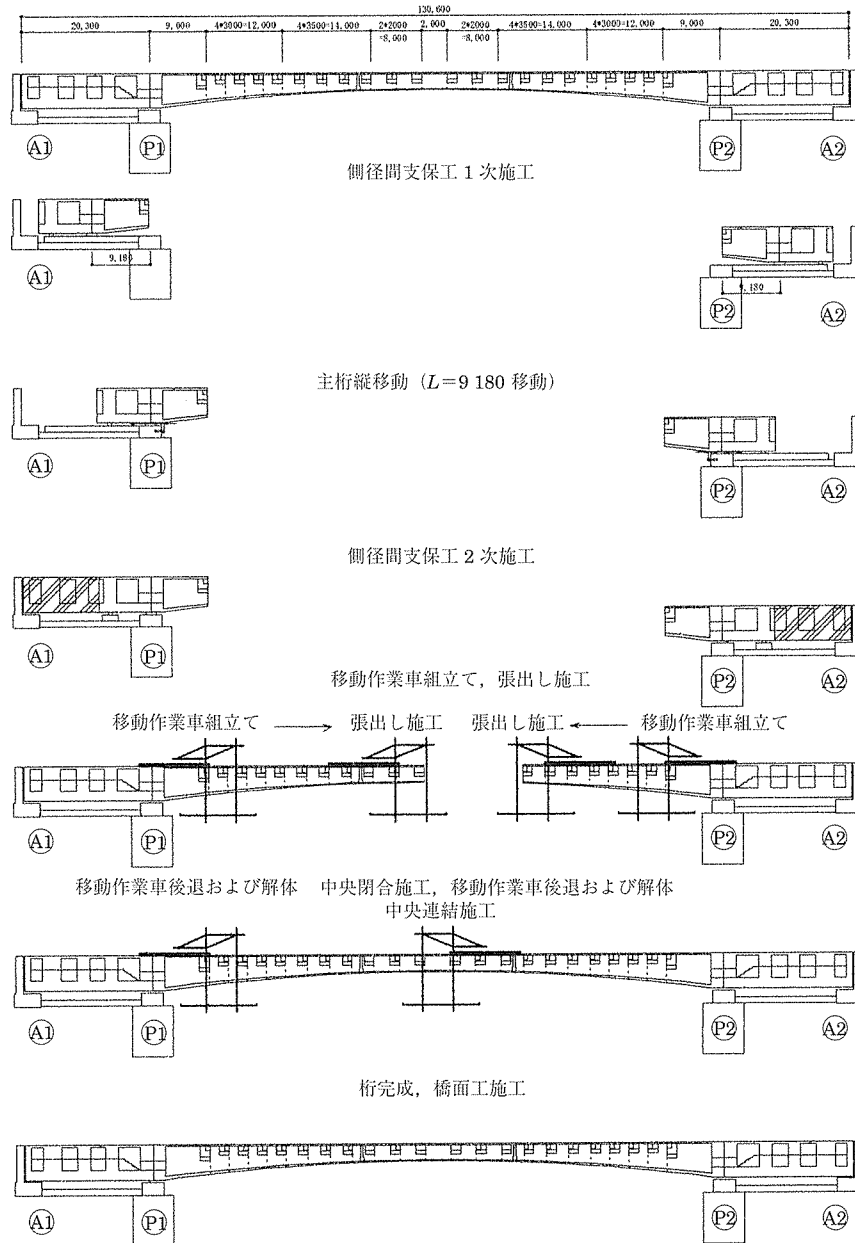 130,600
20,300 9,000 4*3000=12,000 4*3500=14,000 2*2000 2,000 2*2000 4*3500=14,000 4*3000=12,000 9,000 20,300
=8,000 =8,000
A1 P1 P2 A2
側径間支保工 1 次施工
9,180
A1
9,180
P2 A2
主桁縦移動 (L=9 180 移動)
A1 P1 P2 A2
側径間支保工 2 次施工
A1 P1 P2 A2
移動作業車組立て，張出し施工
移動作業車組立て 張出し施工 張出し施工 移動作業車組立て
A1 P1 P2 A2
移動作業車後退および解体 中央閉合施工，移動作業車後退および解体
中央連結施工
A1 P1 P2 A2
桁完成，橋面工施工
A1 P1 P2 A2